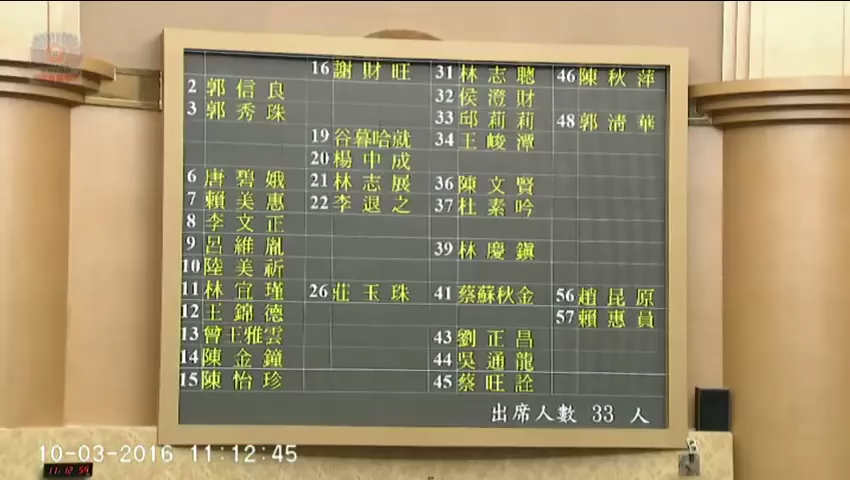 2 郭信良
3 郭秀珠
6 唐碧娥
7 賴美惠
8 李文正
9 呂維胤
10 陸美祈
11 林宜瑾
12 王錦德
13 曾王雅雲
14 陳金鐘
15 陳怡珍
16 謝財旺
19 谷暮哈就
20 楊中成
21 林志展
22 李退之
26 莊玉珠
31 林志聰
32 侯澄財
33 邱莉莉
34 王峻潭
36 陳文賢
37 杜素吟
39 林慶鎮
41 蔡蘇秋金
43 劉正昌
44 吳通龍
45 蔡旺詮
46 陳秋萍
48 郭清華
56 趙昆原
57 賴惠員
出席人數 33 人
10-03-2016 11:12:45